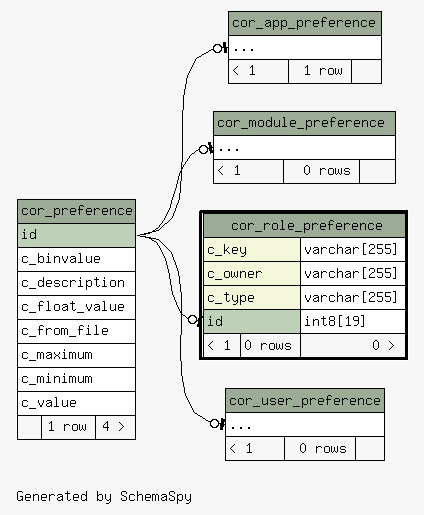 cor_app_preference
...
< 1 1 row
cor_module_preference
...
< 1 0 rows
cor_preference
id
c_binvalue
c_description
c_float_value
c_from_file
c_maximum
c_minimum
c_value
1 row 4 >
cor_role_preference
c_key varchar[255]
c_owner varchar[255]
c_type varchar[255]
id int8[19]
< 1 0 rows 0 >
cor_user_preference
...
< 1 0 rows
Generated by SchemaSpy